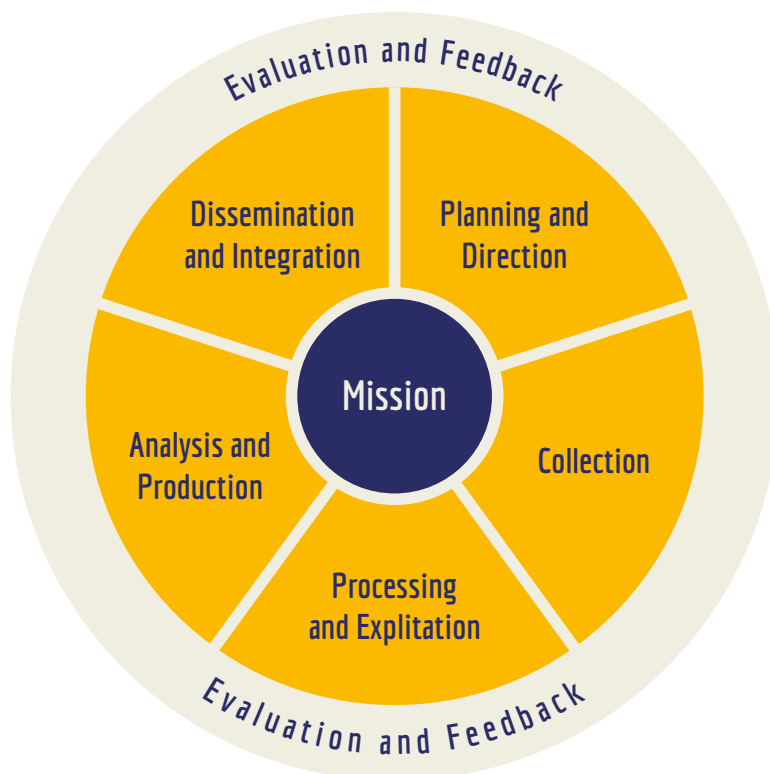 Evaluation and Feedback
Dissemination
and Integration
Planning and
Direction
Mission
Analysis and
Production
Collection
Processing
and Explitation
Evaluation and Feedback